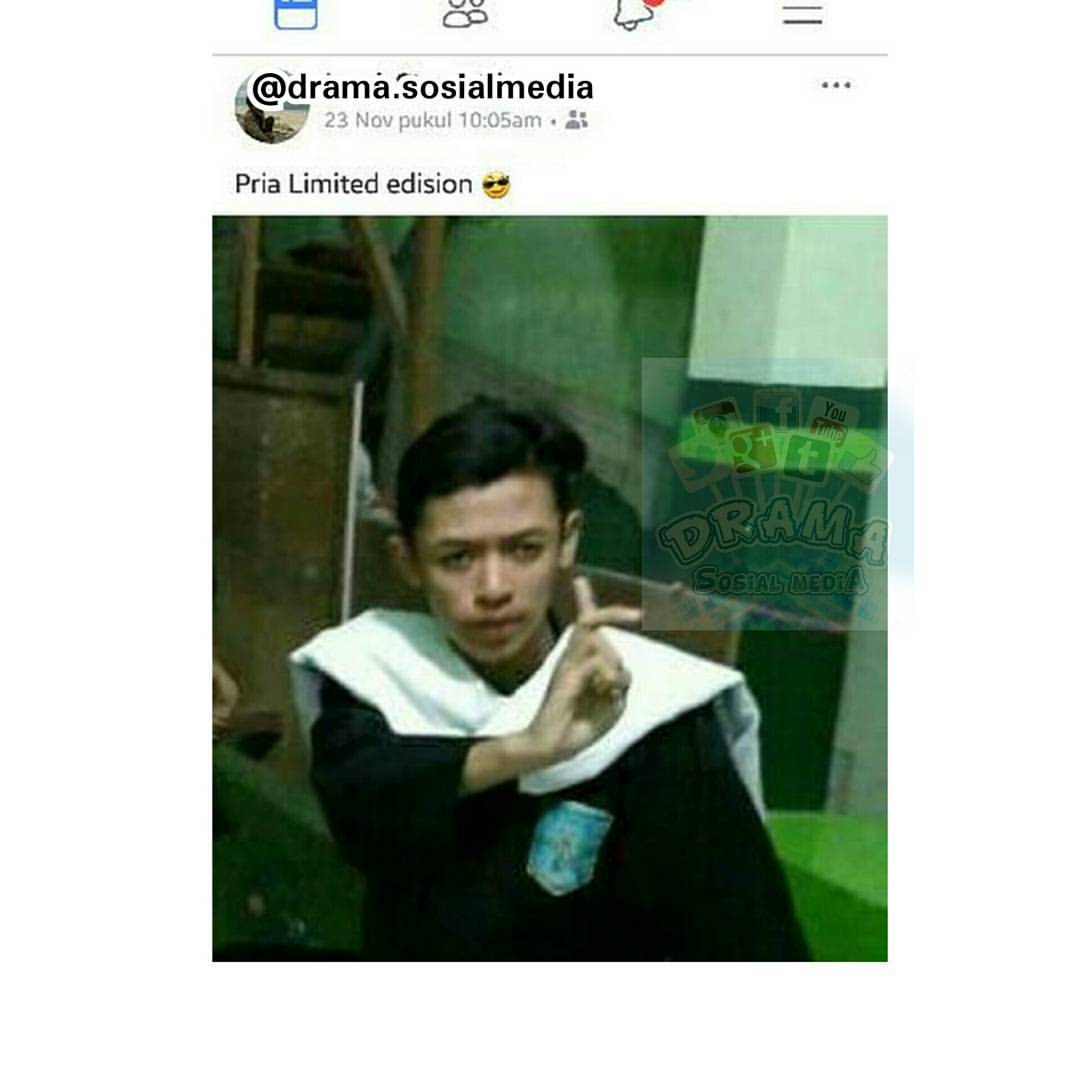 @drama.sosialmedia
23 Nov pukul 10:05am
Pria Limited edision 😎
You
Tube
f
g+
t
DRAMA
SOSIAL MEDIA